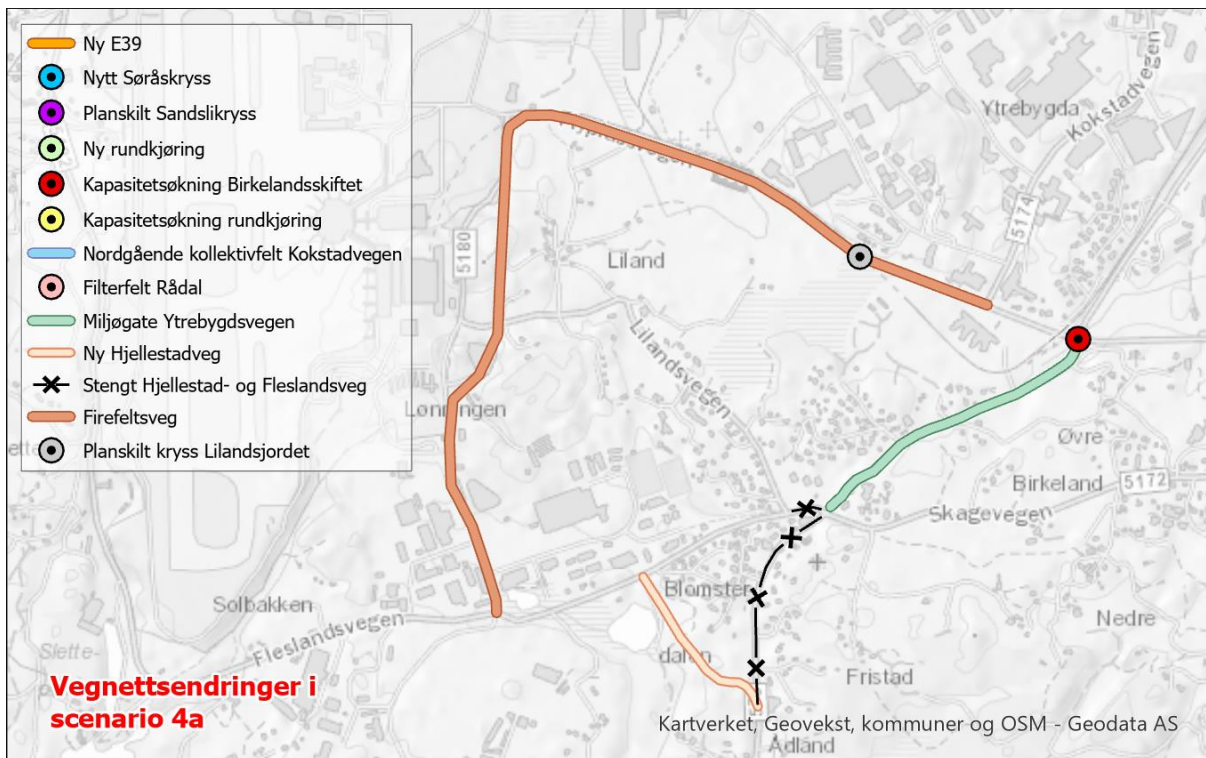 Ny E39
Nytt Søråskryss
Planskilt Sandslikryss
Ny rundkjøring
Kapasitetsøkning Birkelandsskiftet
Kapasitetsøkning rundkjøring
Nordgående kollektivfelt Kokstadvegen
Filterfelt Rådal
Miljøgate Ytrebygdsvegen
Ny Hjellestadveg
Stengt Hjellestad- og Fleslandsveg
Firefeltsveg
Planskilt kryss Lilandsjordet
Ytrebygda
Kokstadvegen
5174
5180
Liland
Lilandsvegen
Lønningen
Øvre
Birkeland
5172
Skagevegen
Blomster
dalen
Solbakken
Fleslandsvegen
Nedre
Fristad
Slette-
Ådland
Vegnettsendringer i
scenario 4a
Kartverket, Geovekst, kommuner og OSM - Geodata AS